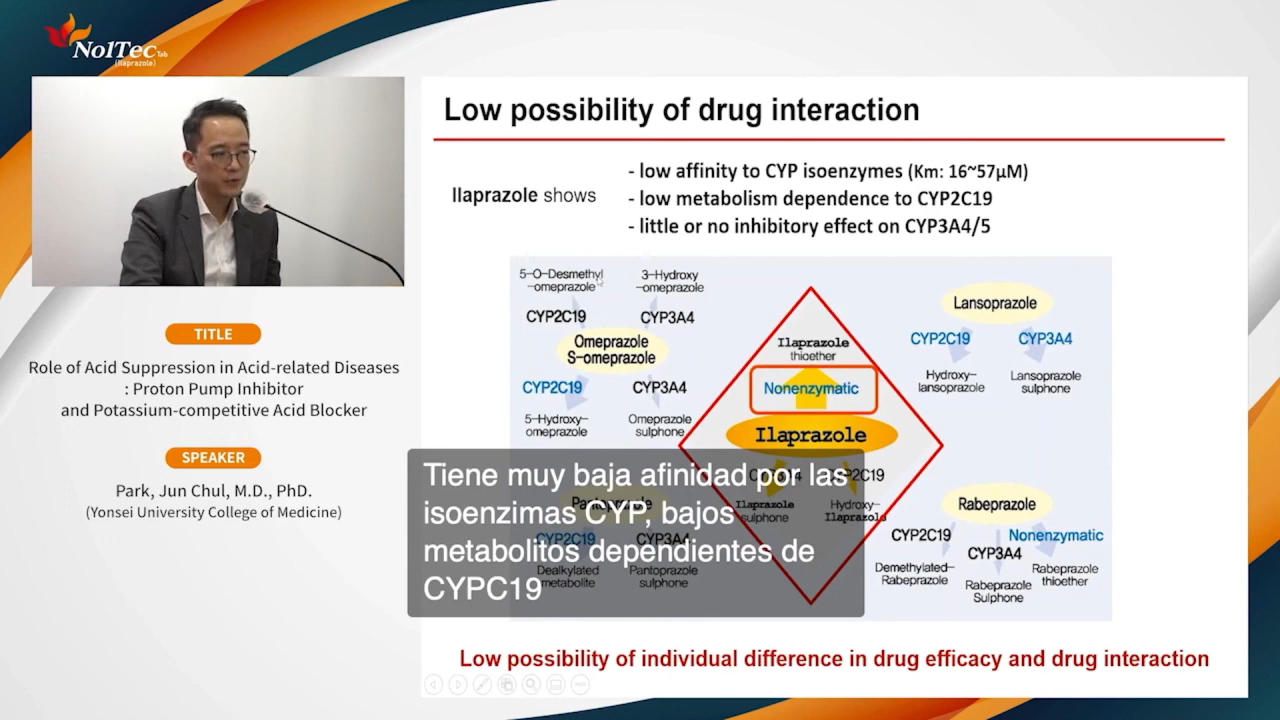 NolTec Tab
(Ilaprazole)
TITLE
Role of Acid Suppression in Acid-related Diseases
: Proton Pump Inhibitor
and Potassium-competitive Acid Blocker
SPEAKER
Park, Jun Chul, M.D., PhD.
(Yonsei University College of Medicine)
Low possibility of drug interaction
Ilaprazole shows
- low affinity to CYP isoenzymes (Km: 16~57μM)
- low metabolism dependence to CYP2C19
- little or no inhibitory effect on CYP3A4/5
5-O-Desmethyl
-omeprazole
3-Hydroxy
-omeprazole
CYP2C19
CYP3A4
Omeprazole
S-omeprazole
CYP2C19
CYP3A4
5-Hydroxy-
omeprazole
Omeprazole
sulphone
Ilaprazole
thioether
Nonenzymatic
Ilaprazole
CYP3A4
CYP2C19
Ilaprazole
sulphone
Hydroxy-
Ilaprazole
Lansoprazole
CYP2C19
CYP3A4
Hydroxy-
lansoprazole
Lansoprazole
sulphone
Pantoprazole
CYP2C19
CYP3A4
Dealkylated
metabolite
Pantoprazole
sulphone
Rabeprazole
CYP2C19
Nonenzymatic
CYP3A4
Demethylated-
Rabeprazole
Rabeprazole
Sulphone
Rabeprazole
thioether
Tiene muy baja afinidad por las
isoenzimas CYP, bajos
metabolitos dependientes de
CYPC19
Low possibility of individual difference in drug efficacy and drug interaction